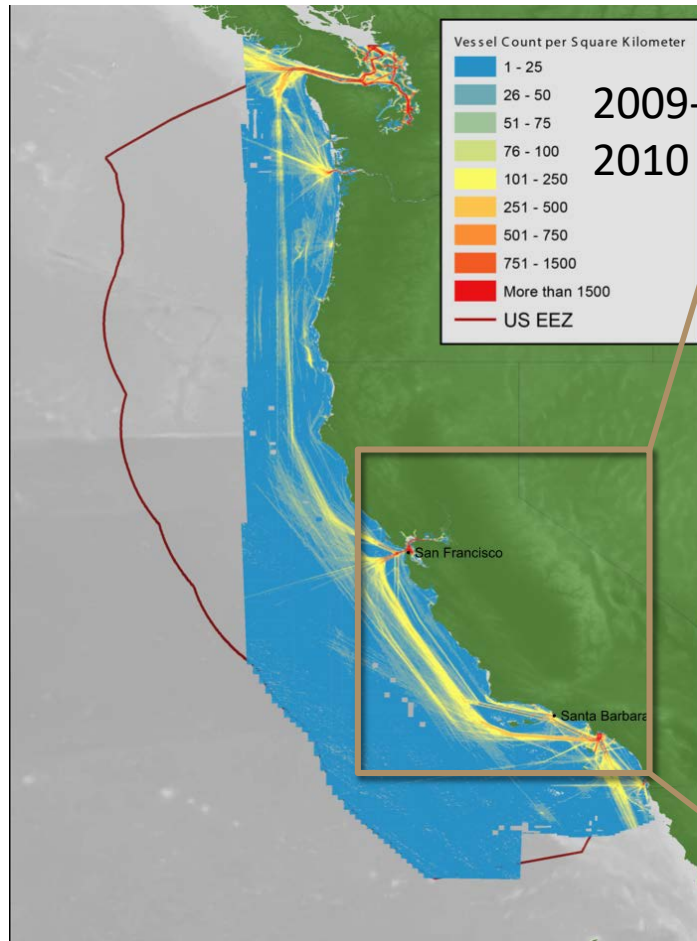 Vessel Count per Square Kilometer
1 - 25
26 - 50
51 - 75
76 - 100
101 - 250
251 - 500
501 - 750
751 - 1500
More than 1500
US EEZ
2009-
2010
San Francisco
Santa Barbara